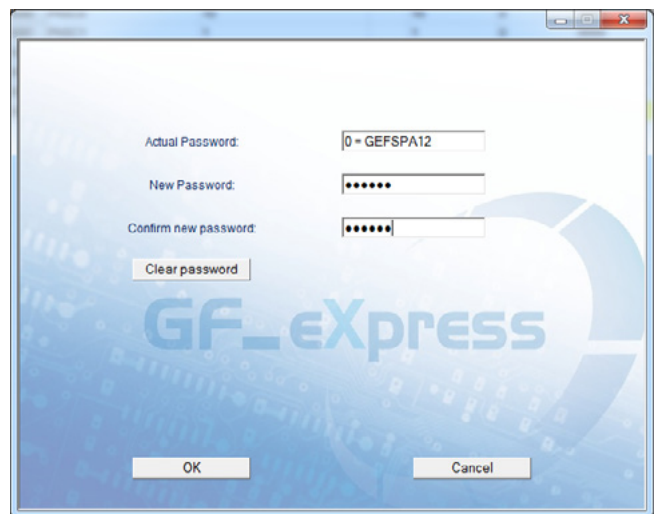 Actual Password: 0 = GEFSPA12
New Password: ●●●●●●
Confirm new password: ●●●●●●
Clear password
GF_eXpress
OK Cancel